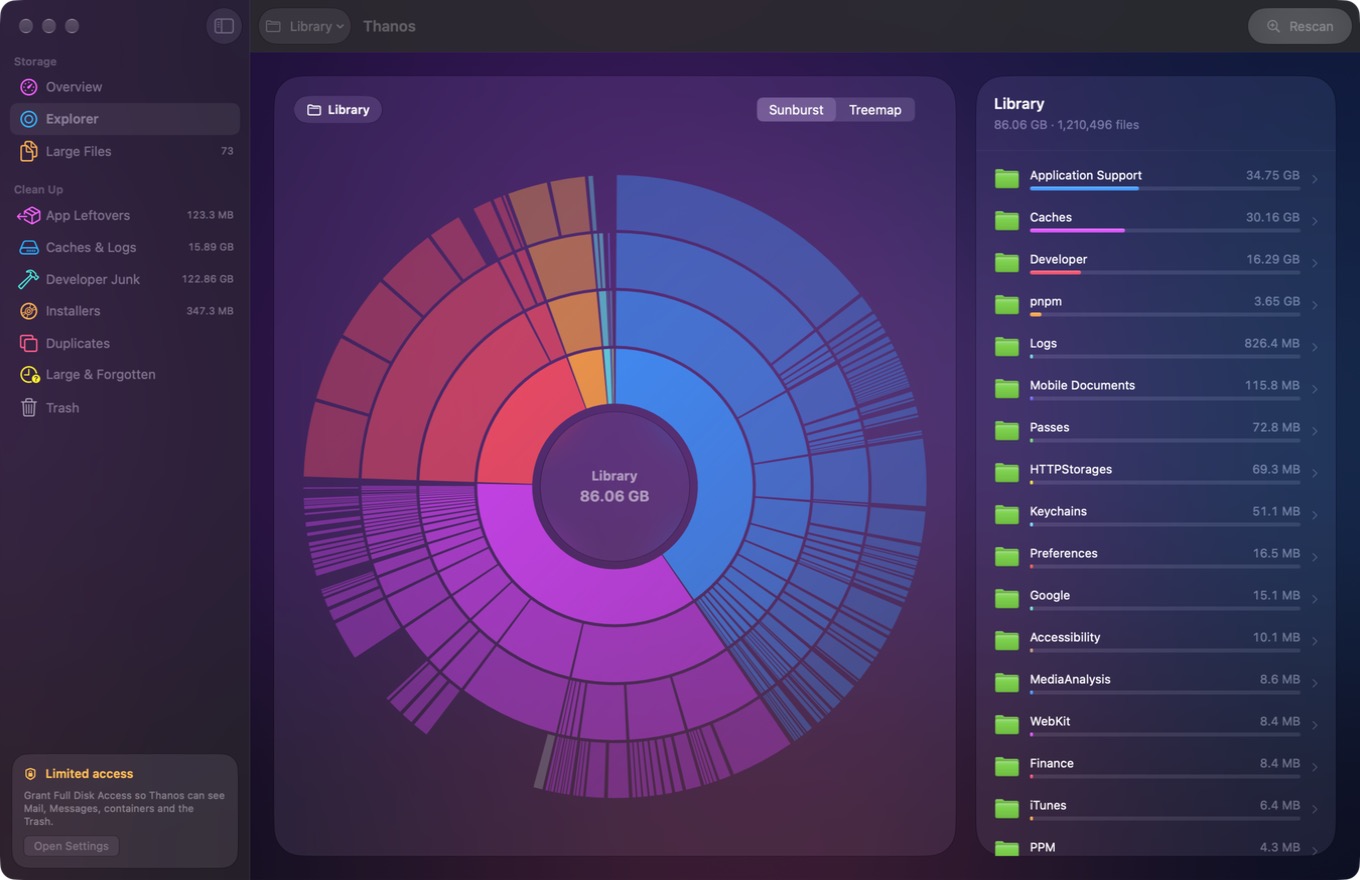 Library
Thanos
Rescan
Storage
Overview
Explorer
Large Files 73
Clean Up
App Leftovers 123.3 MB
Caches & Logs 15.89 GB
Developer Junk 122.86 GB
Installers 347.3 MB
Duplicates
Large & Forgotten
Trash
Limited access
Grant Full Disk Access so Thanos can see
Mail, Messages, containers and the
Trash.
Open Settings
Library
Sunburst Treemap
Library
86.06 GB
Library
86.06 GB · 1,210,496 files
Application Support 34.75 GB
Caches 30.16 GB
Developer 16.29 GB
pnpm 3.65 GB
Logs 826.4 MB
Mobile Documents 115.8 MB
Passes 72.8 MB
HTTPStorages 69.3 MB
Keychains 51.1 MB
Preferences 16.5 MB
Google 15.1 MB
Accessibility 10.1 MB
MediaAnalysis 8.6 MB
WebKit 8.4 MB
Finance 8.4 MB
iTunes 6.4 MB
PPM 4.3 MB